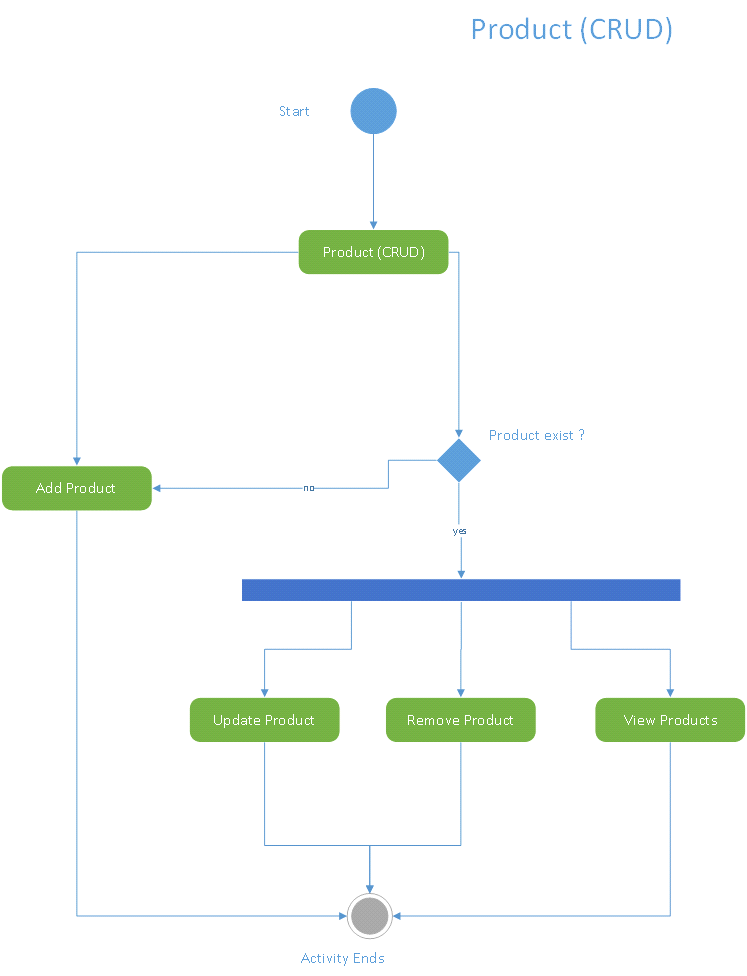 Product (CRUD)
Start
Product (CRUD)
Product exist ?
Add Product
no
yes
Update Product
Remove Product
View Products
Activity Ends